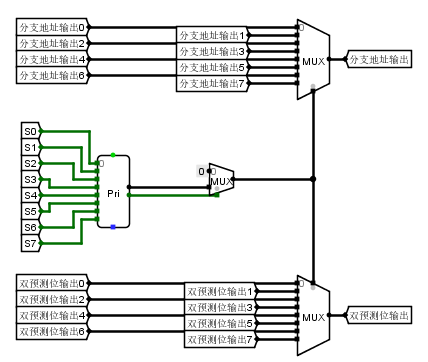 分支地址输出0
分支地址输出1
分支地址输出2
分支地址输出3
分支地址输出4
分支地址输出5
分支地址输出6
分支地址输出7
0
MUX
分支地址输出
S0
S1
S2
S3
S4
S5
S6
S7
0
Pri
0
0
MUX
双预测位输出0
双预测位输出1
双预测位输出2
双预测位输出3
双预测位输出4
双预测位输出5
双预测位输出6
双预测位输出7
0
MUX
双预测位输出